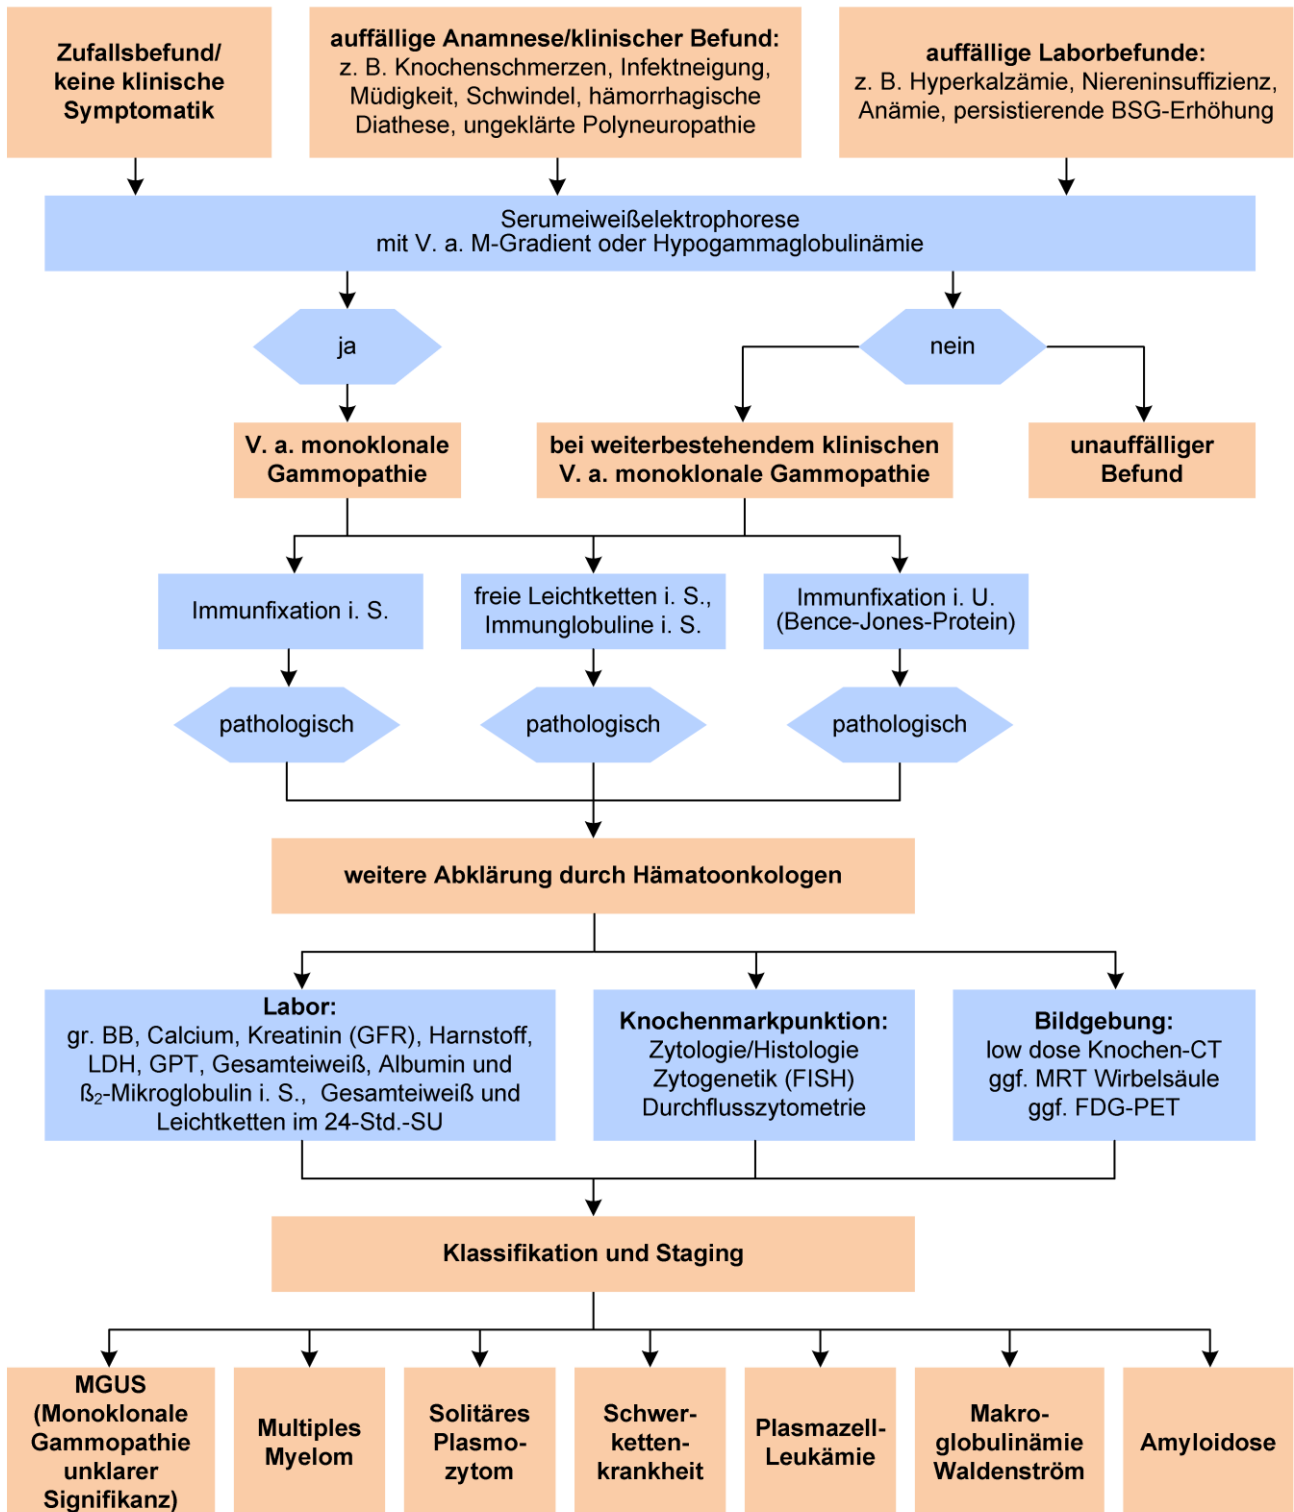 Zufallsbefund/
keine klinische
Symptomatik
auffällige Anamnese/klinischer Befund:
z. B. Knochenschmerzen, Infektneigung,
Müdigkeit, Schwindel, hämorrhagische
Diathese, ungeklärte Polyneuropathie
auffällige Laborbefunde:
z. B. Hyperkalzämie, Niereninsuffizienz,
Anämie, persistierende BSG-Erhöhung
Serumeiweißelektrophorese
mit V. a. M-Gradient oder Hypogammaglobulinämie
ja
nein
V. a. monoklonale
Gammopathie
bei weiterbestehendem klinischen
V. a. monoklonale Gammopathie
unauffälliger
Befund
Immunfixation i. S.
freie Leichtketten i. S.,
Immunglobuline i. S.
Immunfixation i. U.
(Bence-Jones-Protein)
pathologisch
pathologisch
pathologisch
weitere Abklärung durch Hämatoonkologen
Labor:
gr. BB, Calcium, Kreatinin (GFR), Harnstoff,
LDH, GPT, Gesamteiweiß, Albumin und
ß₂-Mikroglobulin i. S., Gesamteiweiß und
Leichtketten im 24-Std.-SU
Knochenmarkpunktion:
Zytologie/Histologie
Zytogenetik (FISH)
Durchflusszytometrie
Bildgebung:
low dose Knochen-CT
ggf. MRT Wirbelsäule
ggf. FDG-PET
Klassifikation und Staging
MGUS
(Monoklonale
Gammopathie
unklarer
Signifikanz)
Multiples
Myelom
Solitäres
Plasmo-
zytom
Schwer-
ketten-
krankheit
Plasmazell-
Leukämie
Makro-
globulinämie
Waldenström
Amyloidose